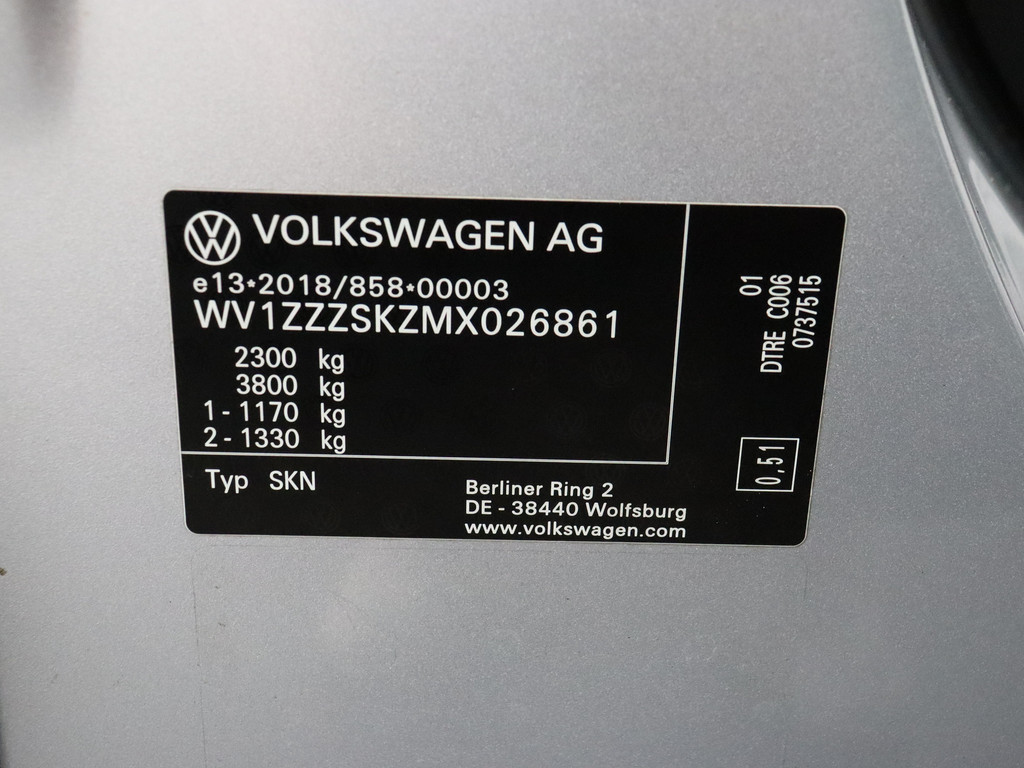 VOLKSWAGEN AG
e13*2018/858*00003
WV1ZZZSKZMX026861
2300 kg
3800 kg
1 - 1170 kg
2 - 1330 kg
Typ SKN
Berliner Ring 2
DE - 38440 Wolfsburg
www.volkswagen.com
01
DTRE C006
0737515
0,51